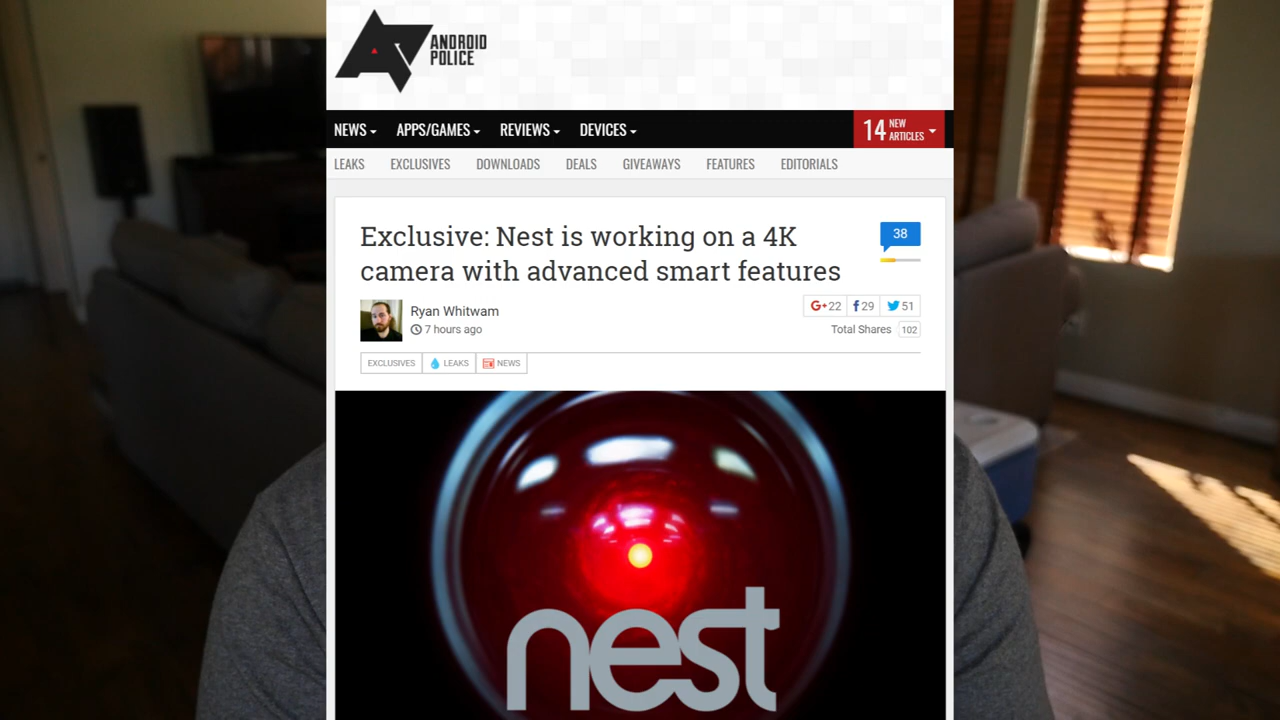 ANDROID
POLICE
NEWS APPS/GAMES REVIEWS DEVICES
14 NEW
ARTICLES
LEAKS EXCLUSIVES DOWNLOADS DEALS GIVEAWAYS FEATURES EDITORIALS
Exclusive: Nest is working on a 4K
camera with advanced smart features
38
Ryan Whitwam
7 hours ago
G+ 22 f 29 51
Total Shares 102
EXCLUSIVES LEAKS NEWS
nest